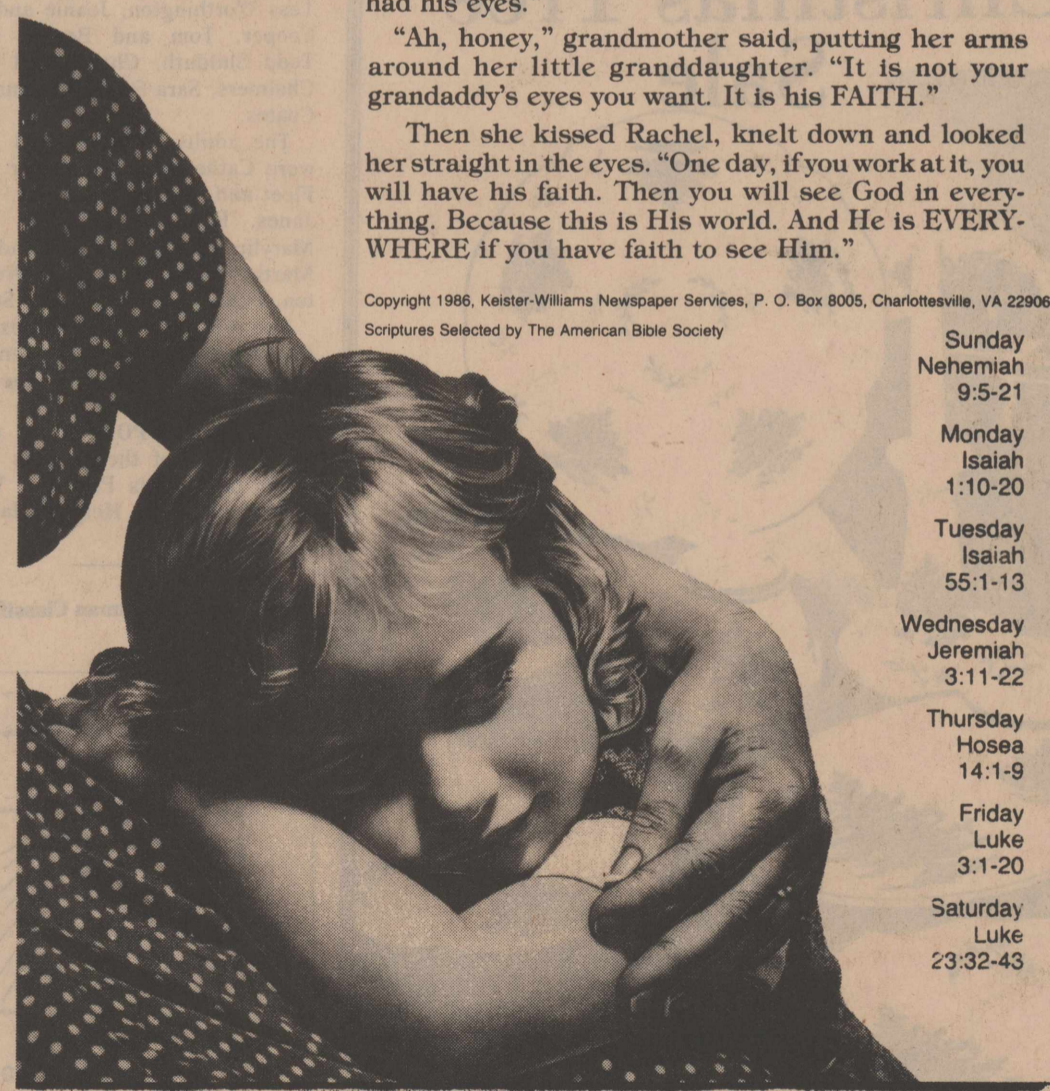 had his eyes.
“Ah, honey,” grandmother said, putting her arms
around her little granddaughter. “It is not your
grandaddy’s eyes you want. It is his FAITH.”
Then she kissed Rachel, knelt down and looked
her straight in the eyes. “One day, if you work at it, you
will have his faith. Then you will see God in every-
thing. Because this is His world. And He is EVERY-
WHERE if you have faith to see Him.”
Copyright 1986, Keister-Williams Newspaper Services, P. O. Box 8005, Charlottesville, VA 22906
Scriptures Selected by The American Bible Society
Sunday
Nehemiah
9:5-21
Monday
Isaiah
1:10-20
Tuesday
Isaiah
55:1-13
Wednesday
Jeremiah
3:11-22
Thursday
Hosea
14:1-9
Friday
Luke
3:1-20
Saturday
Luke
23:32-43